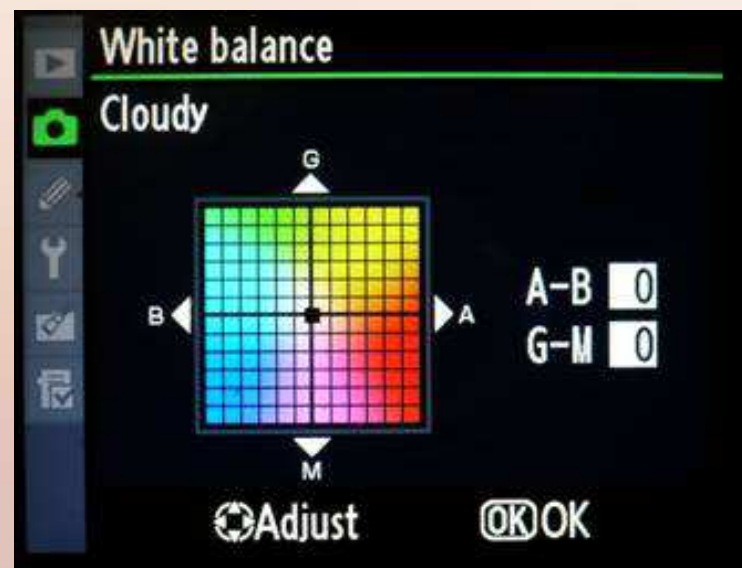 White balance
Cloudy
G
B A
A-B 0
G-M 0
M
Adjust OK OK